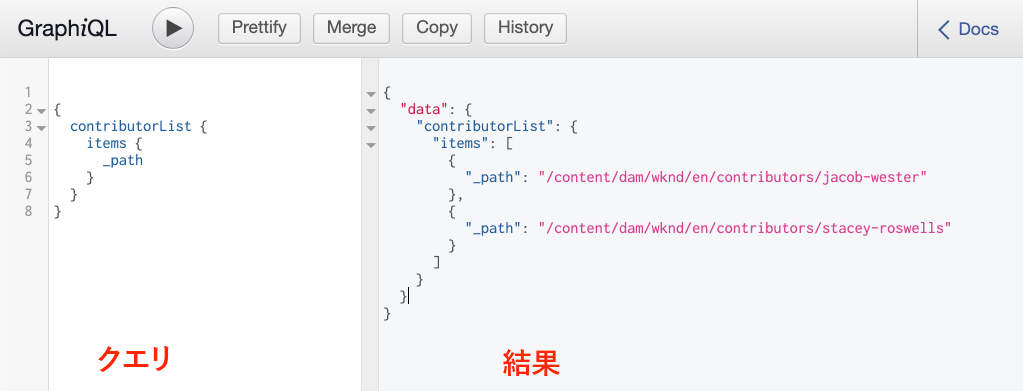 GraphiQL Prettify Merge Copy History Docs
1
2 {
3 contributorList {
4 items {
5 _path
6 }
7 }
8 }
{
"data": {
"contributorList": {
"items": [
{
"_path": "/content/dam/wknd/en/contributors/jacob-wester"
},
{
"_path": "/content/dam/wknd/en/contributors/stacey-roswells"
}
]
}
}
}
クエリ
結果